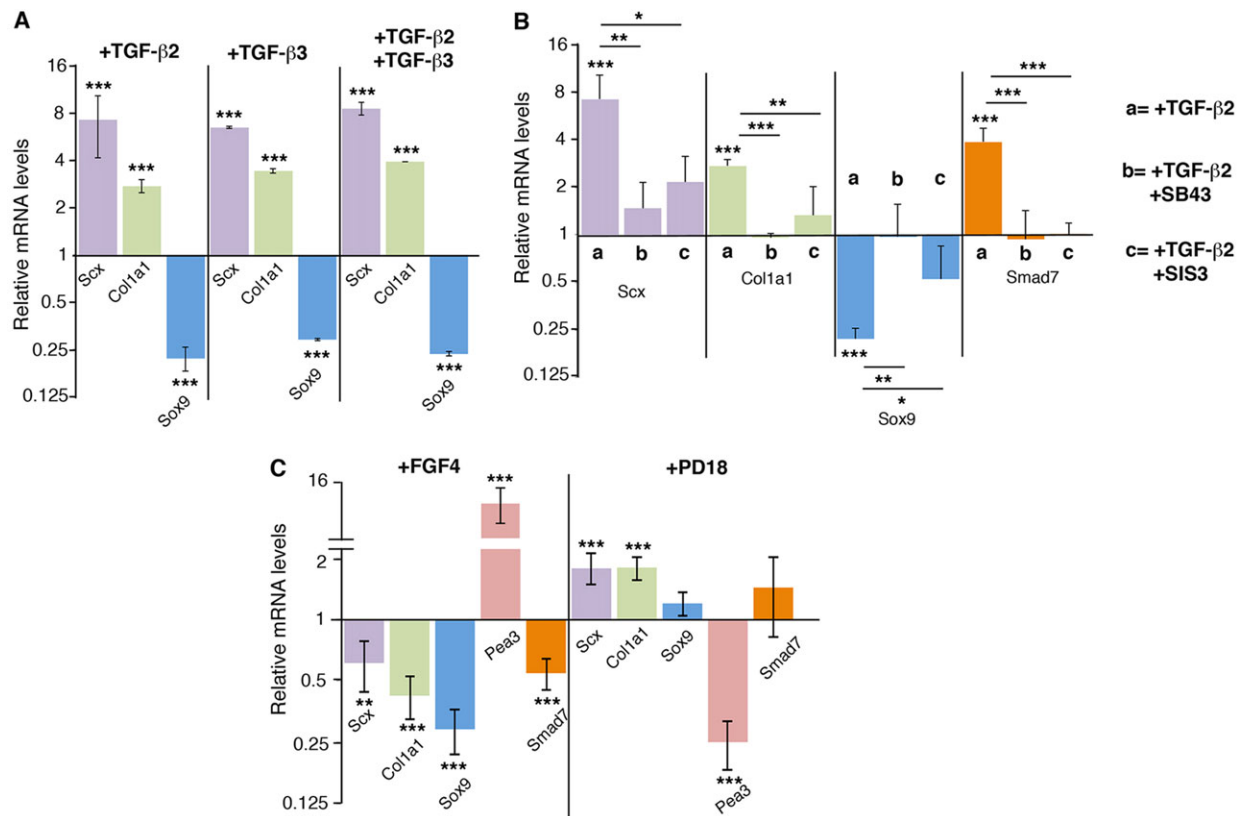 A
+TGF-β2
+TGF-β3
+TGF-β2
+TGF-β3
Relative mRNA levels
16
8
4
2
1
0.5
0.25
0.125
***
***
***
***
***
***
***
***
***
Scx
Col1a1
Sox9
Scx
Col1a1
Sox9
Scx
Col1a1
Sox9
B
Relative mRNA levels
16
8
4
2
1
0.5
0.25
0.125
*
**
***
a b c
Scx
**
***
***
a b c
Col1a1
a b c
***
**
*
Sox9
***
***
***
a b c
Smad7
a= +TGF-β2
b= +TGF-β2
+SB43
c= +TGF-β2
+SIS3
C
+FGF4
+PD18
Relative mRNA levels
16
2
1
0.5
0.25
0.125
**
***
***
***
***
Scx
Col1a1
Sox9
Pea3
Smad7
***
***
***
Scx
Col1a1
Sox9
Pea3
Smad7